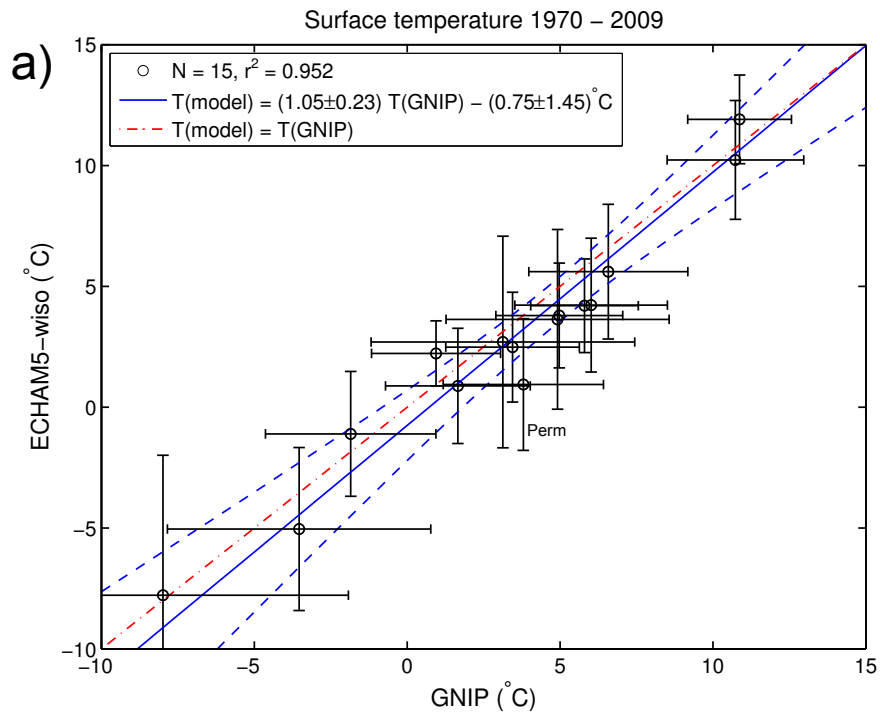 Surface temperature 1970 − 2009
a)
N = 15, r² = 0.952
T(model) = (1.05±0.23) T(GNIP) − (0.75±1.45)°C
T(model) = T(GNIP)
15
10
5
0
−5
−10
ECHAM5−wiso (°C)
Perm
−10 −5 0 5 10 15
GNIP (°C)